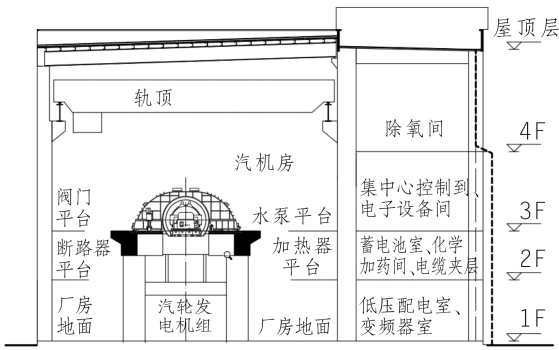 屋顶层
轨顶
除氧间
4F
汽机房
集中心控制到、
电子设备间
阀门
平台
水泵平台
3F
断路器
平台
加热器
平台
蓄电池室、化学
加药间、电缆夹层
2F
厂房
地面
汽轮发
电机组
厂房地面
低压配电室、
变频器室
1F